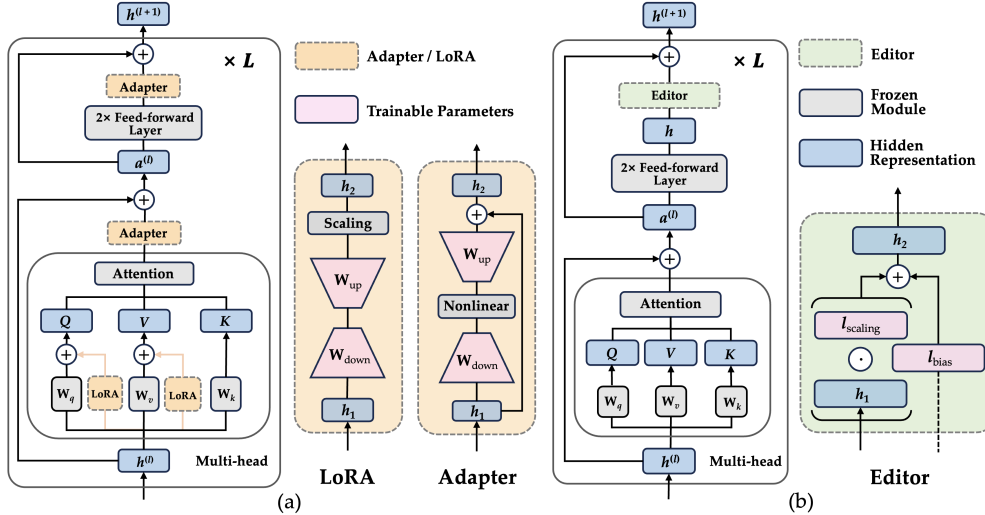 h^{(l+1)}
× L
Adapter
2× Feed-forward
Layer
a^{(l)}
Adapter
Attention
Q
V
K
W_q
LoRA
W_v
LoRA
W_k
h^{(l)}
Multi-head
(a)
Adapter / LoRA
Trainable Parameters
h_2
Scaling
W_up
W_down
h_1
LoRA
h_2
W_up
Nonlinear
W_down
h_1
Adapter
h^{(l+1)}
× L
Editor
h
2× Feed-forward
Layer
a^{(l)}
Attention
Q
V
K
W_q
W_v
W_k
h^{(l)}
Multi-head
(b)
Editor
Frozen
Module
Hidden
Representation
h_2
l_scaling
l_bias
h_1
Editor